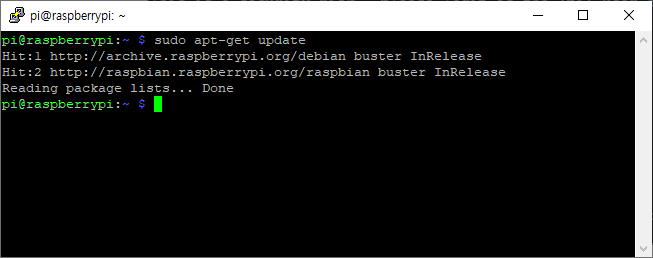 pi@raspberrypi: ~
pi@raspberrypi:~ $ sudo apt-get update
Hit:1 http://archive.raspberrypi.org/debian buster InRelease
Hit:2 http://raspbian.raspberrypi.org/raspbian buster InRelease
Reading package lists... Done
pi@raspberrypi:~ $